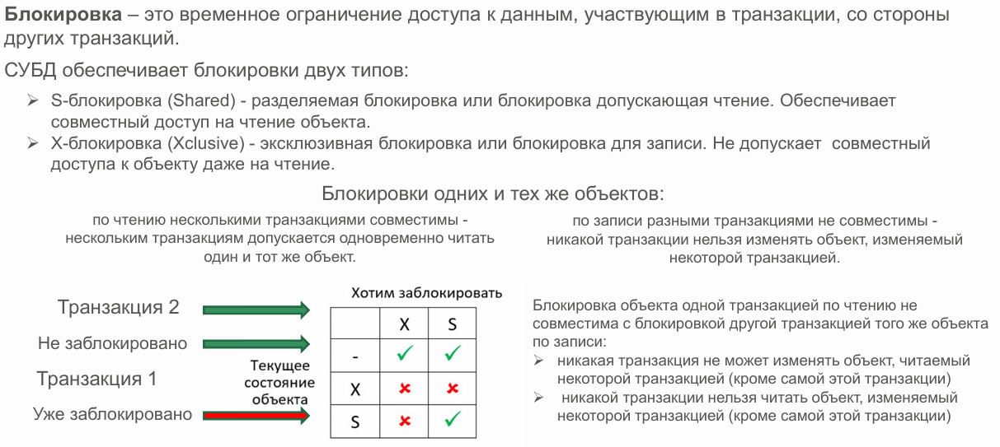 Блокировка – это временное ограничение доступа к данным, участвующим в транзакции, со стороны
других транзакций.
СУБД обеспечивает блокировки двух типов:
➢ S-блокировка (Shared) - разделяемая блокировка или блокировка допускающая чтение. Обеспечивает
совместный доступ на чтение объекта.
➢ X-блокировка (Xclusive) - эксклюзивная блокировка или блокировка для записи. Не допускает  совместный
доступа к объекту даже на чтение.
Блокировки одних и тех же объектов:
по чтению несколькими транзакциями совместимы -
нескольким транзакциям допускается одновременно читать
один и тот же объект.
по записи разными транзакциями не совместимы -
никакой транзакции нельзя изменять объект, изменяемый
некоторой транзакцией.
Транзакция 2
Не заблокировано
Транзакция 1
Уже заблокировано
Хотим заблокировать
Текущее
состояние
объекта
X S
- ✓ ✓
X ✗ ✗
S ✗ ✓
Блокировка объекта одной транзакцией по чтению не
совместима с блокировкой другой транзакцией того же объекта
по записи:
➢ никакая транзакция не может изменять объект, читаемый
некоторой транзакцией (кроме самой этой транзакции)
➢ никакой транзакции нельзя читать объект, изменяемый
некоторой транзакцией (кроме самой этой транзакции)